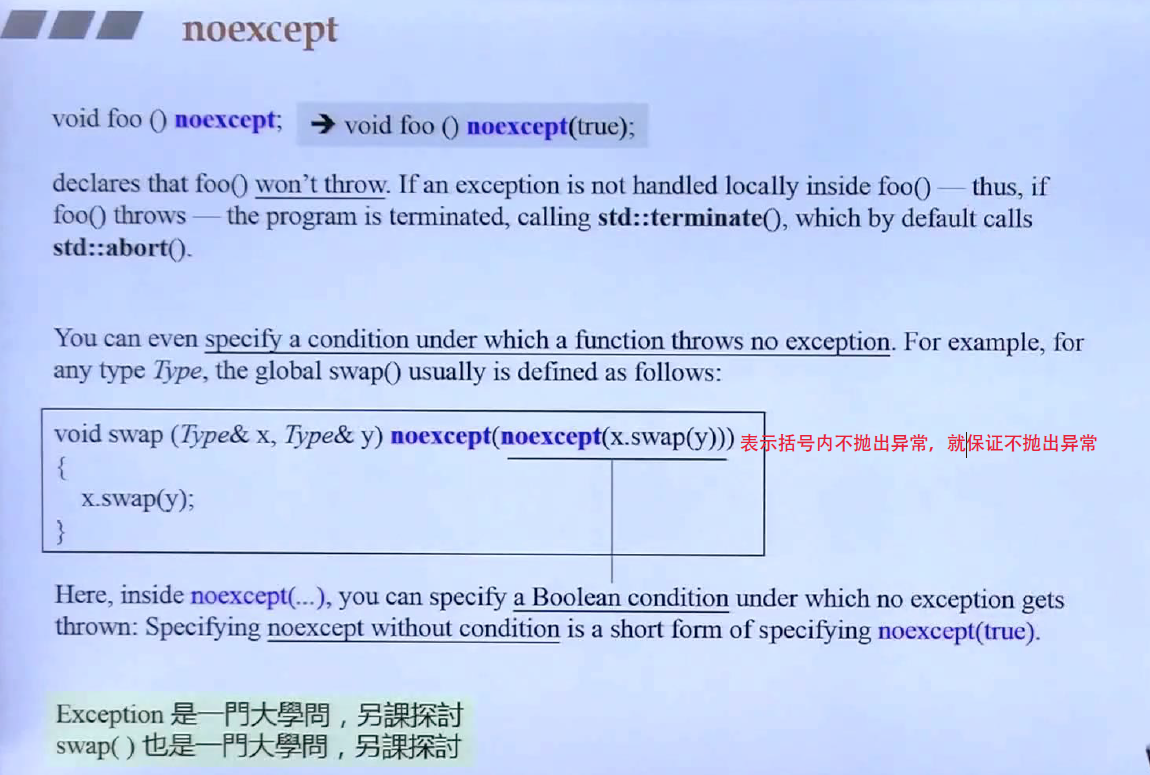 noexcept
void foo () noexcept; ➔ void foo () noexcept(true);
declares that foo() won't throw. If an exception is not handled locally inside foo() — thus, if
foo() throws — the program is terminated, calling std::terminate(), which by default calls
std::abort().
You can even specify a condition under which a function throws no exception. For example, for
any type Type, the global swap() usually is defined as follows:
void swap (Type& x, Type& y) noexcept(noexcept(x.swap(y))) 表示括号内不抛出异常，就保证不抛出异常
{
x.swap(y);
}
Here, inside noexcept(...), you can specify a Boolean condition under which no exception gets
thrown: Specifying noexcept without condition is a short form of specifying noexcept(true).
Exception 是一門大學問，另課探討
swap( ) 也是一門大學問，另課探討